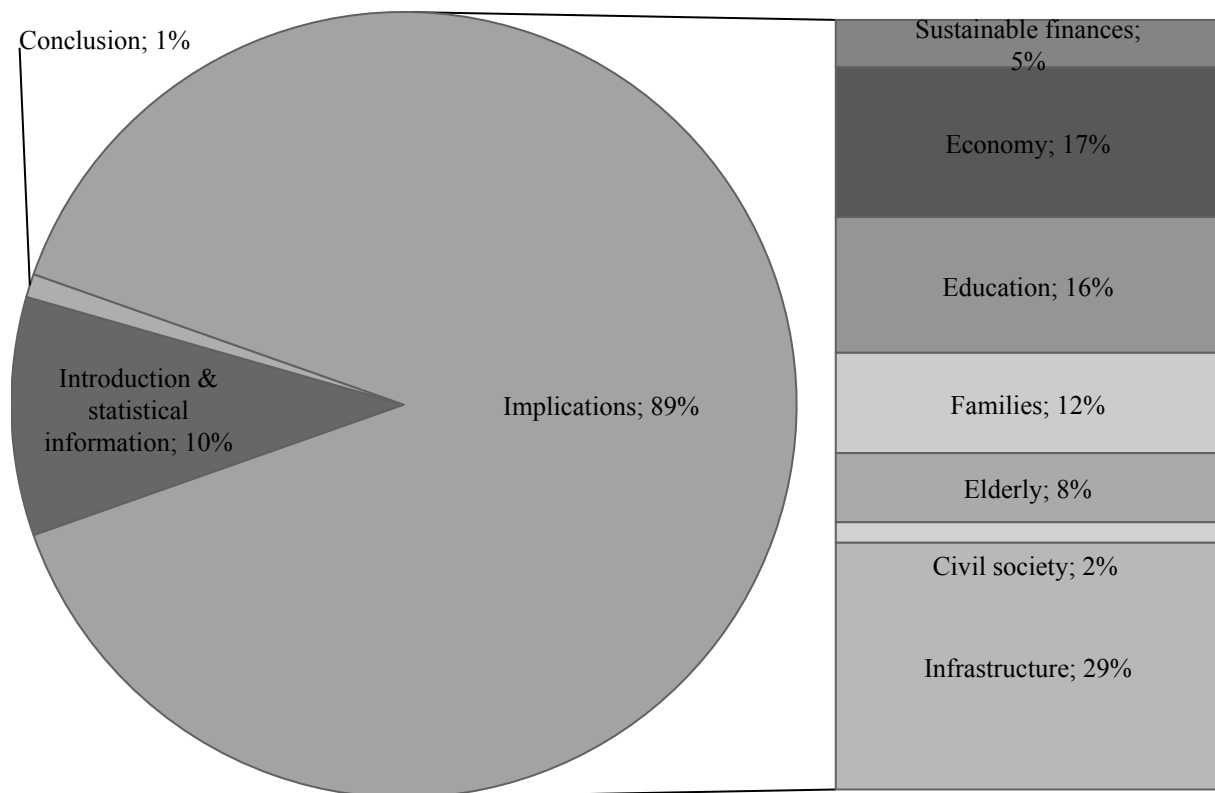 Conclusion; 1%
Introduction &
statistical
information; 10%
Implications; 89%
Sustainable finances;
5%
Economy; 17%
Education; 16%
Families; 12%
Elderly; 8%
Civil society; 2%
Infrastructure; 29%